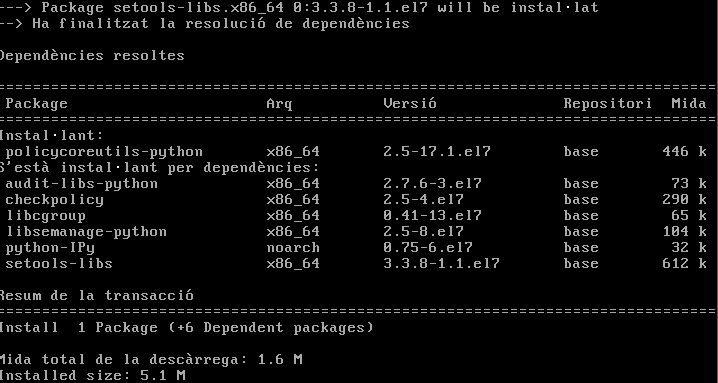 ---> Package setools-libs.x86_64 0:3.3.8-1.1.el7 will be instal·lat
--> Ha finalitzat la resolució de dependències
Dependències resoltes
================================================================================
Package Arq Versió Repositori Mida
================================================================================
Instal·lant:
policycoreutils-python x86_64 2.5-17.1.el7 base 446 k
S'està instal·lant per dependències:
audit-libs-python x86_64 2.7.6-3.el7 base 73 k
checkpolicy x86_64 2.5-4.el7 base 290 k
libcgroup x86_64 0.41-13.el7 base 65 k
libsemanage-python x86_64 2.5-8.el7 base 104 k
python-IPy noarch 0.75-6.el7 base 32 k
setools-libs x86_64 3.3.8-1.1.el7 base 612 k
Resum de la transacció
================================================================================
Install 1 Package (+6 Dependent packages)
Mida total de la descàrrega: 1.6 M
Installed size: 5.1 M